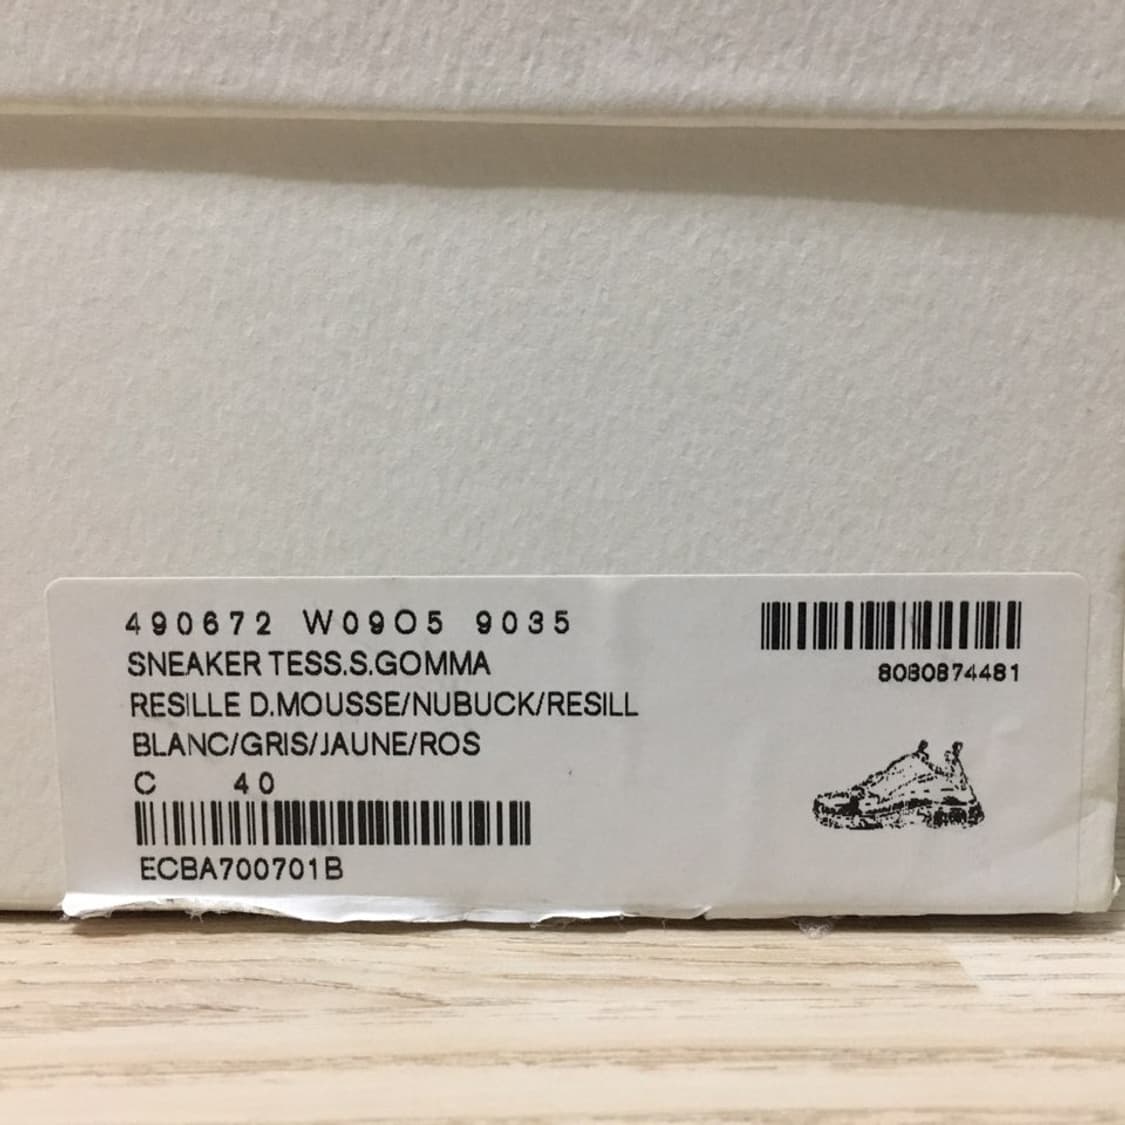 490672 W09O5 9035
SNEAKER TESS.S.GOMMA
RESILLE D.MOUSSE/NUBUCK/RESILL
BLANC/GRIS/JAUNE/ROS
C 40
ECBA700701B
8080874481